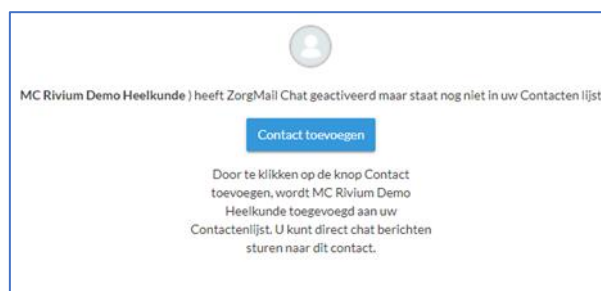 MC Rivium Demo Heelkunde ) heeft ZorgMail Chat geactiveerd maar staat nog niet in uw Contacten lijst
Contact toevoegen
Door te klikken op de knop Contact
toevoegen, wordt MC Rivium Demo
Heelkunde toegevoegd aan uw
Contactenlijst. U kunt direct chat berichten
sturen naar dit contact.